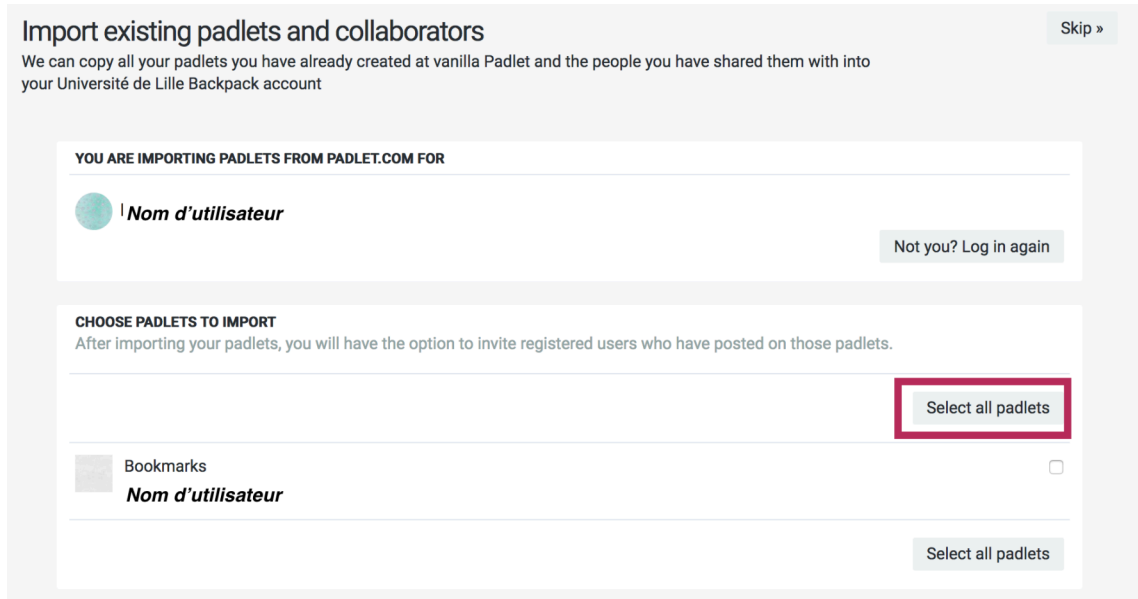 Import existing padlets and collaborators
Skip »
We can copy all your padlets you have already created at vanilla Padlet and the people you have shared them with into
your Université de Lille Backpack account
YOU ARE IMPORTING PADLETS FROM PADLET.COM FOR
Nom d’utilisateur
Not you? Log in again
CHOOSE PADLETS TO IMPORT
After importing your padlets, you will have the option to invite registered users who have posted on those padlets.
Select all padlets
Bookmarks
Nom d’utilisateur
Select all padlets